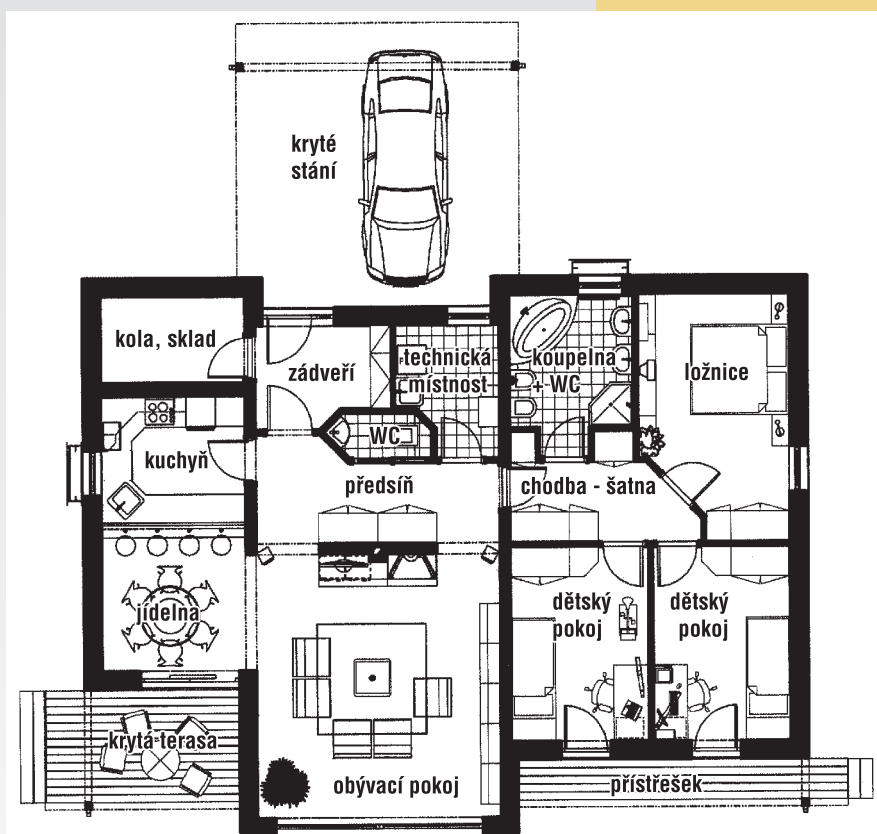 kryté
stání
kola, sklad
zádveří
technická
místnost
koupelna
+ WC
ložnice
WC
kuchyň
předsíň
chodba - šatna
jídelna
dětský
pokoj
dětský
pokoj
krytá terasa
obývací pokoj
přístřešek